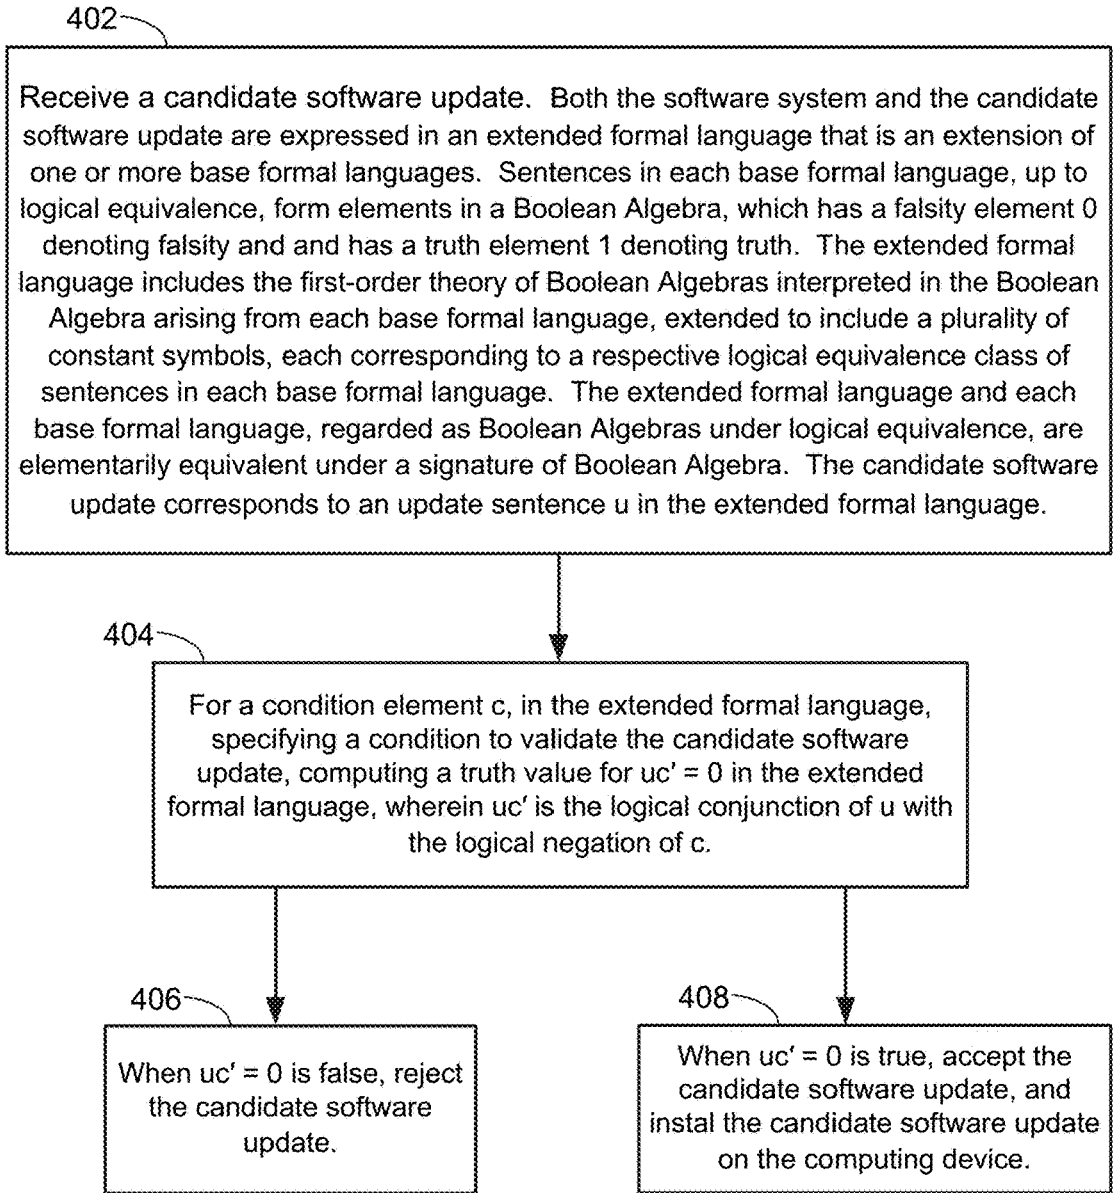 402
Receive a candidate software update. Both the software system and the candidate
software update are expressed in an extended formal language that is an extension of
one or more base formal languages. Sentences in each base formal language, up to
logical equivalence, form elements in a Boolean Algebra, which has a falsity element 0
denoting falsity and and has a truth element 1 denoting truth. The extended formal
language includes the first-order theory of Boolean Algebras interpreted in the Boolean
Algebra arising from each base formal language, extended to include a plurality of
constant symbols, each corresponding to a respective logical equivalence class of
sentences in each base formal language. The extended formal language and each
base formal language, regarded as Boolean Algebras under logical equivalence, are
elementarily equivalent under a signature of Boolean Algebra. The candidate software
update corresponds to an update sentence u in the extended formal language.
404
For a condition element c, in the extended formal language,
specifying a condition to validate the candidate software
update, computing a truth value for uc′ = 0 in the extended
formal language, wherein uc′ is the logical conjunction of u with
the logical negation of c.
406
When uc′ = 0 is false, reject
the candidate software
update.
408
When uc′ = 0 is true, accept the
candidate software update, and
instal the candidate software update
on the computing device.